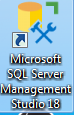 Microsoft
SQL Server
Management
Studio 18